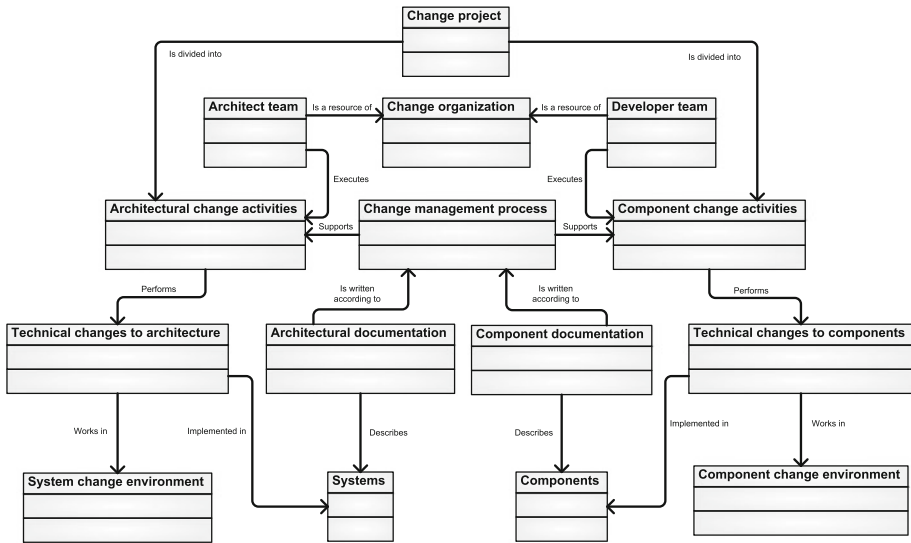 Change project
Is divided into
Is divided into
Architect team
Is a resource of
Change organization
Is a resource of
Developer team
Executes
Executes
Architectural change activities
Change management process
Component change activities
Supports
Supports
Performs
Is written
according to
Is written
according to
Performs
Technical changes to architecture
Architectural documentation
Component documentation
Technical changes to components
Works in
Implemented in
Describes
Describes
Implemented in
Works in
System change environment
Systems
Components
Component change environment